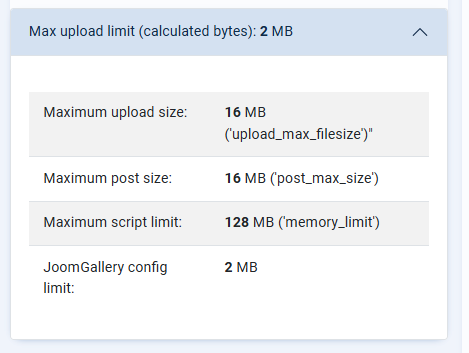 Max upload limit (calculated bytes): 2 MB
Maximum upload size: 16 MB
('upload_max_filesize')"
Maximum post size: 16 MB ('post_max_size')
Maximum script limit: 128 MB ('memory_limit')
JoomGallery config 2 MB
limit: